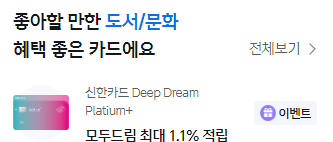 좋아할 만한 도서/문화
혜택 좋은 카드에요
전체보기 >
신한카드 Deep Dream
Platium+
이벤트
모두드림 최대 1.1% 적립